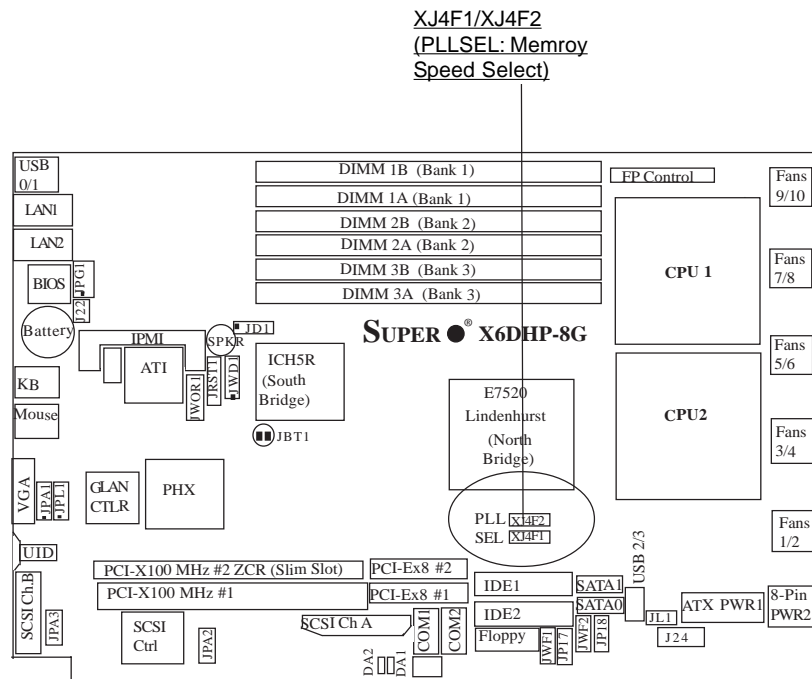 XJ4F1/XJ4F2
(PLLSEL: Memroy
Speed Select)
USB
0/1
LAN1
LAN2
BIOS
JPG1
J22
Battery
IPMI
ATI
SPKR
JD1
JWOR1
JRST1
JWD1
KB
Mouse
ICH5R
(South
Bridge)
JBT1
DIMM 1B (Bank 1)
DIMM 1A (Bank 1)
DIMM 2B (Bank 2)
DIMM 2A (Bank 2)
DIMM 3B (Bank 3)
DIMM 3A (Bank 3)
SUPER ® X6DHP-8G
FP Control
CPU 1
CPU2
Fans
9/10
Fans
7/8
Fans
5/6
Fans
3/4
Fans
1/2
E7520
Lindenhurst
(North
Bridge)
PLL
SEL
XJ4F2
XJ4F1
VGA
JPA1
JPL1
GLAN
CTLR
PHX
UID
SCSI Ch.B
JPA3
PCI-X100 MHz #2 ZCR (Slim Slot)
PCI-X100 MHz #1
PCI-Ex8 #2
PCI-Ex8 #1
SCSI
Ctrl
JPA2
SCSI Ch A
DA2
DA1
COM1
COM2
IDE1
IDE2
Floppy
JWF1
JP17
JWF2
JP18
SATA1
SATA0
USB 2/3
JL1
J24
ATX PWR1
8-Pin
PWR2